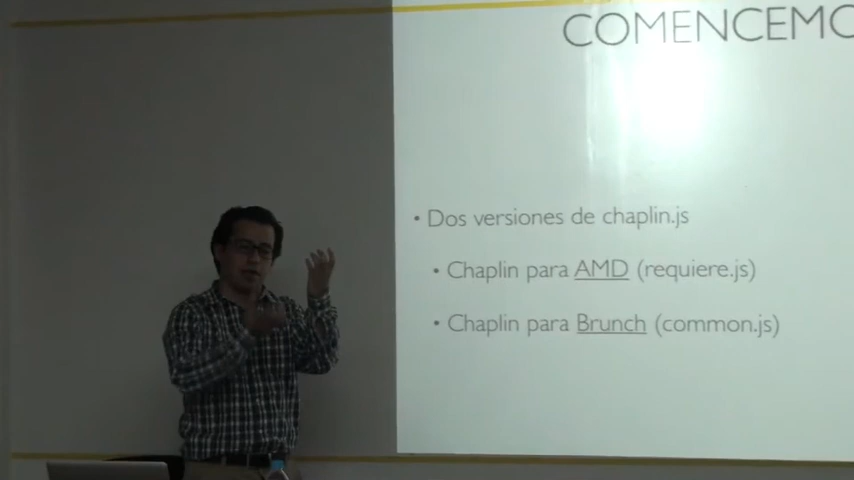 COMENCEMO
• Dos versiones de chaplin.js
• Chaplin para AMD (requiere.js)
• Chaplin para Brunch (common.js)